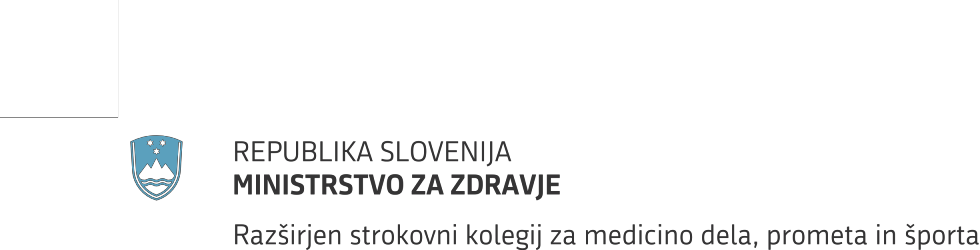 REPUBLIKA SLOVENIJA
MINISTRSTVO ZA ZDRAVJE
Razširjen strokovni kolegij za medicino dela, prometa in športa